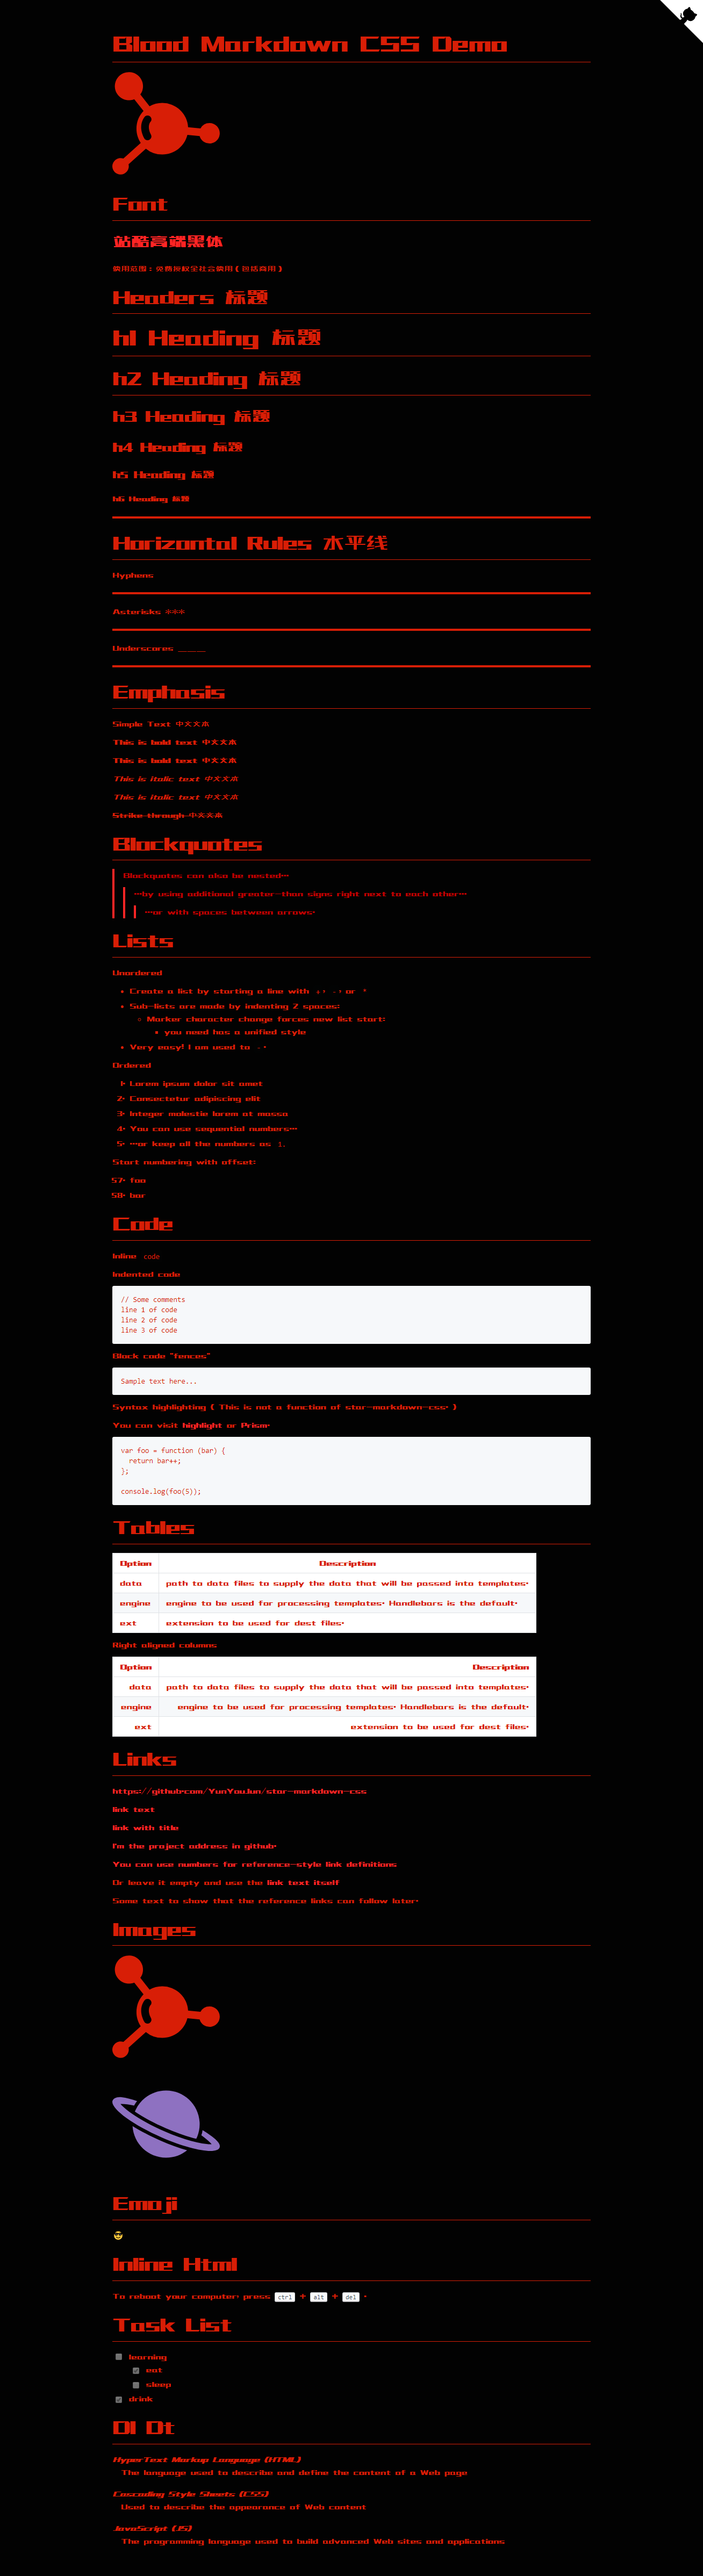 Blood Markdown CSS Demo
Font
站酷高端黑体
使用范围：免费授权全社会使用（包括商用）
Headers 标题
h1 Heading 标题
h2 Heading 标题
h3 Heading 标题
h4 Heading 标题
h5 Heading 标题
h6 Heading 标题
Horizontal Rules 水平线
Hyphens
Asterisks ***
Underscores ___
Emphasis
Simple Text 中文文本
This is bold text 中文文本
This is bold text 中文文本
This is italic text 中文文本
This is italic text 中文文本
Strike through 中文文本
Blockquotes
Blockquotes can also be nested...
...by using additional greater-than signs right next to each other...
...or with spaces between arrows.
Lists
Unordered
Create a list by starting a line with + , - , or *
Sub-lists are made by indenting 2 spaces:
Marker character change forces new list start:
you need has a unified style
Very easy! I am used to - .
Ordered
1. Lorem ipsum dolor sit amet
2. Consectetur adipiscing elit
3. Integer molestie lorem at massa
4. You can use sequential numbers...
5. ...or keep all the numbers as 1.
Start numbering with offset:
57. foo
58. bar
Code
Inline code
Indented code
// Some comments
line 1 of code
line 2 of code
line 3 of code
Block code "fences"
Sample text here...
Syntax highlighting ( This is not a function of star-markdown-css. )
You can visit highlight or Prism.
var foo = function (bar) {
  return bar++;
};
console.log(foo(5));
Tables
Option Description
data path to data files to supply the data that will be passed into templates.
engine engine to be used for processing templates. Handlebars is the default.
ext extension to be used for dest files.
Right aligned columns
Option Description
data path to data files to supply the data that will be passed into templates.
engine engine to be used for processing templates. Handlebars is the default.
ext extension to be used for dest files.
Links
https://github.com/YunYouJun/star-markdown-css
link text
link with title
I'm the project address in github.
You can use numbers for reference-style link definitions
Or leave it empty and use the link text itself
Some text to show that the reference links can follow later.
Images
Emoji
😎
Inline Html
To reboot your computer, press ctrl + alt + del .
Task List
learning
eat
sleep
drink
Dl Dt
HyperText Markup Language (HTML)
The language used to describe and define the content of a Web page
Cascading Style Sheets (CSS)
Used to describe the appearance of Web content
JavaScript (JS)
The programming language used to build advanced Web sites and applications